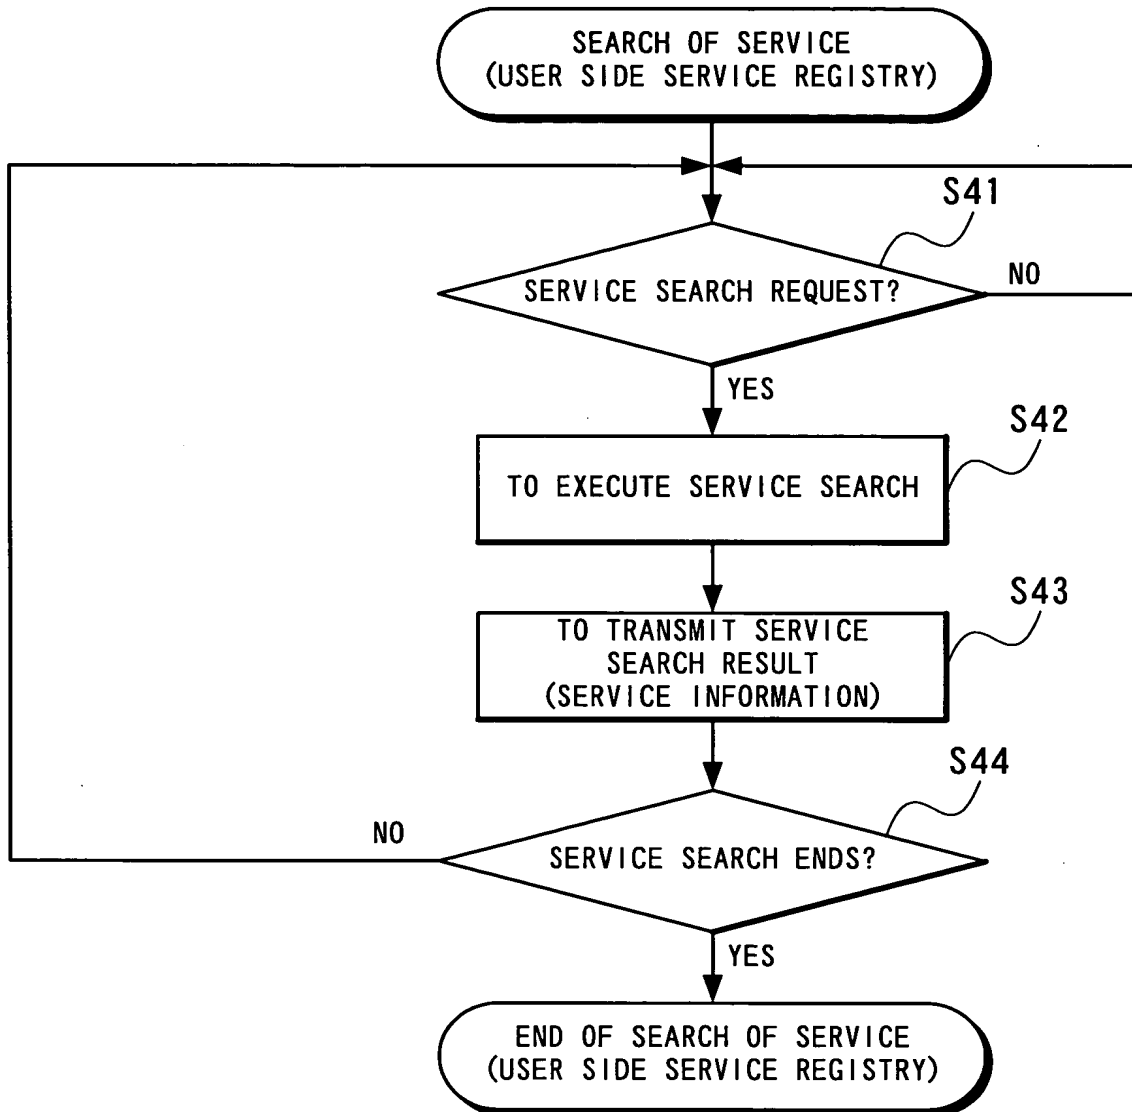 SEARCH OF SERVICE
(USER SIDE SERVICE REGISTRY)
S41
SERVICE SEARCH REQUEST?
NO
YES
S42
TO EXECUTE SERVICE SEARCH
S43
TO TRANSMIT SERVICE
SEARCH RESULT
(SERVICE INFORMATION)
S44
NO
SERVICE SEARCH ENDS?
YES
END OF SEARCH OF SERVICE
(USER SIDE SERVICE REGISTRY)